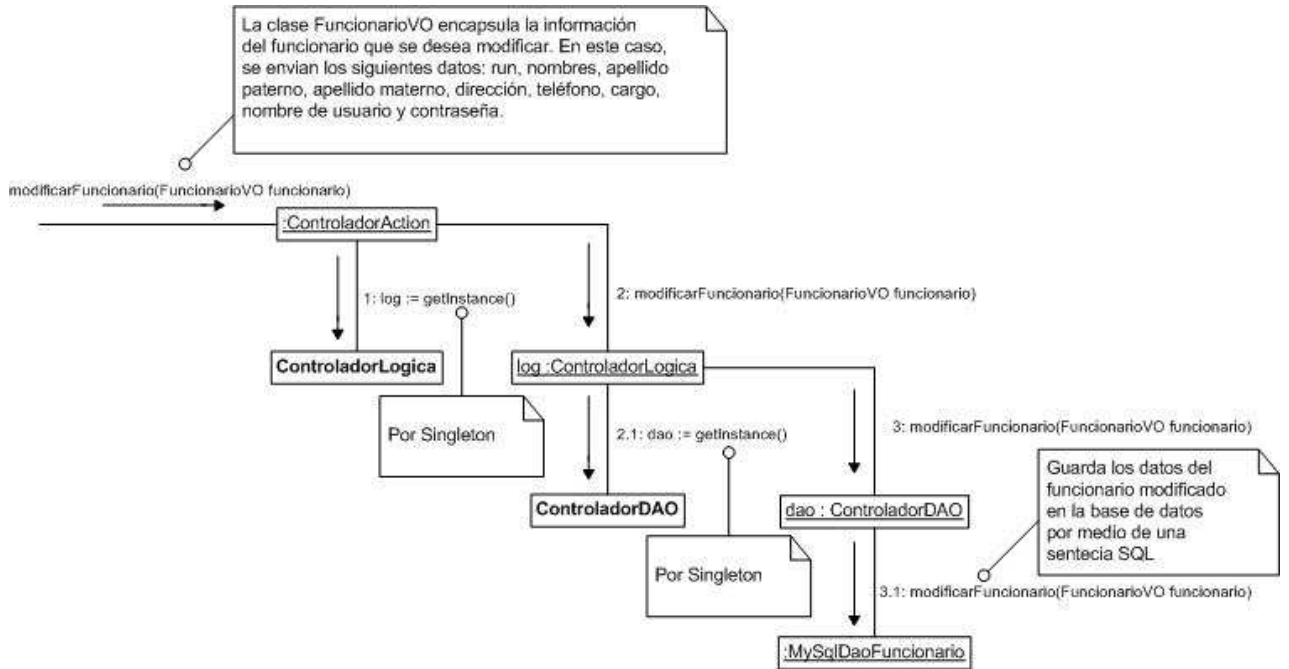 La clase FuncionarioVO encapsula la información
del funcionario que se desea modificar. En este caso,
se envian los siguientes datos: run, nombres, apellido
paterno, apellido materno, dirección, teléfono, cargo,
nombre de usuario y contraseña.
modificarFuncionario(FuncionarioVO funcionario)
:ControladorAction
1: log := getInstance()
2: modificarFuncionario(FuncionarioVO funcionario)
ControladorLogica
log :ControladorLogica
Por Singleton
2.1: dao := getInstance()
3: modificarFuncionario(FuncionarioVO funcionario)
Guarda los datos del
funcionario modificado
en la base de datos
por medio de una
sentecia SQL
ControladorDAO
dao : ControladorDAO
Por Singleton
3.1: modificarFuncionario(FuncionarioVO funcionario)
:MySqlDaoFuncionario